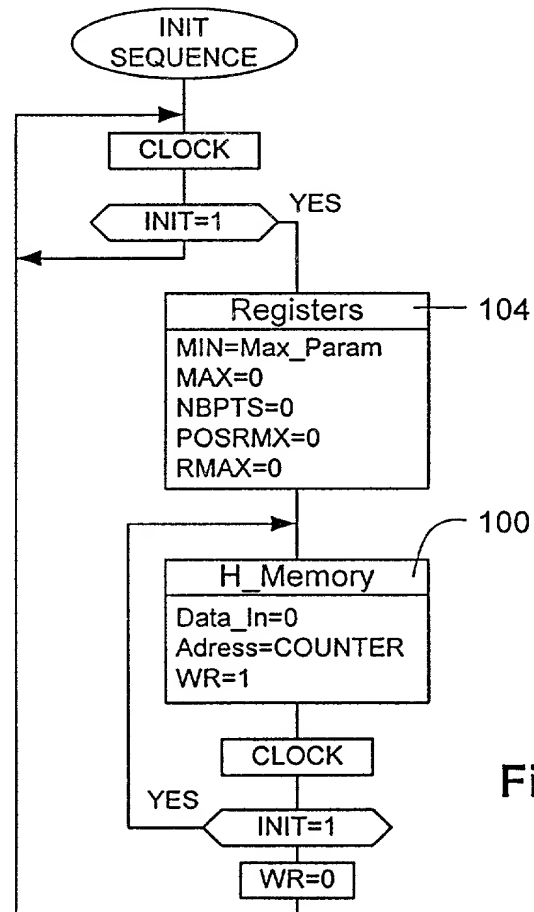 INIT
SEQUENCE
CLOCK
INIT=1
YES
Registers
104
MIN=Max_Param
MAX=0
NBPTS=0
POSRMX=0
RMAX=0
100
H_Memory
Data_In=0
Adress=COUNTER
WR=1
CLOCK
YES
INIT=1
Fi
WR=0